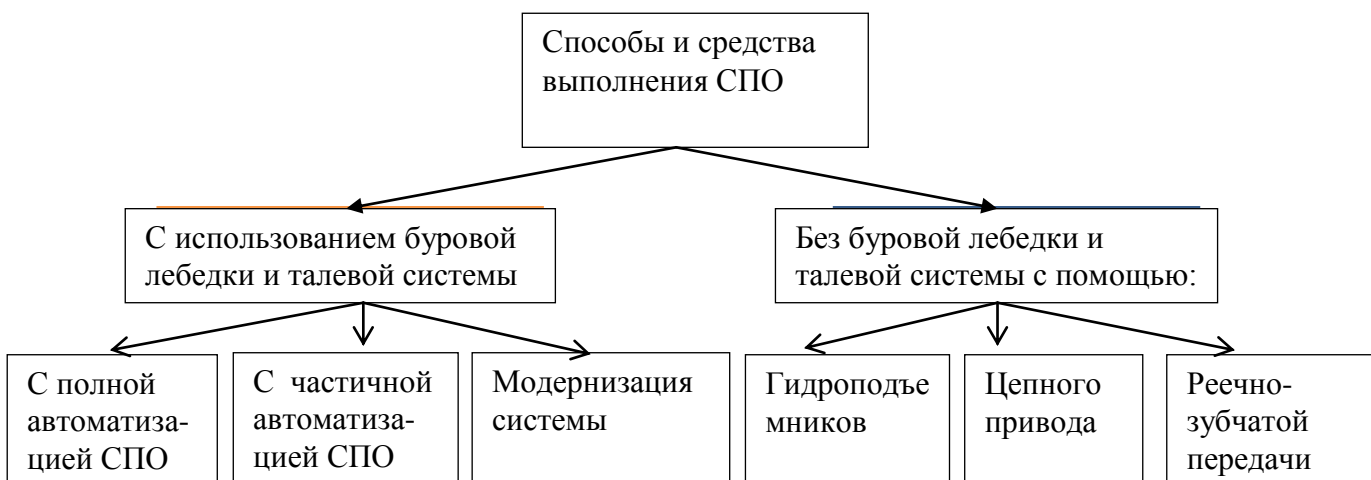 Способы и средства
выполнения СПО
С использованием буровой
лебедки и талевой системы
Без буровой лебедки и
талевой системы с помощью:
С полной
автоматиза-
цией СПО
С частичной
автоматиза-
цией СПО
Модернизация
системы
Гидроподъе
мников
Цепного
привода
Реечно-
зубчатой
передачи